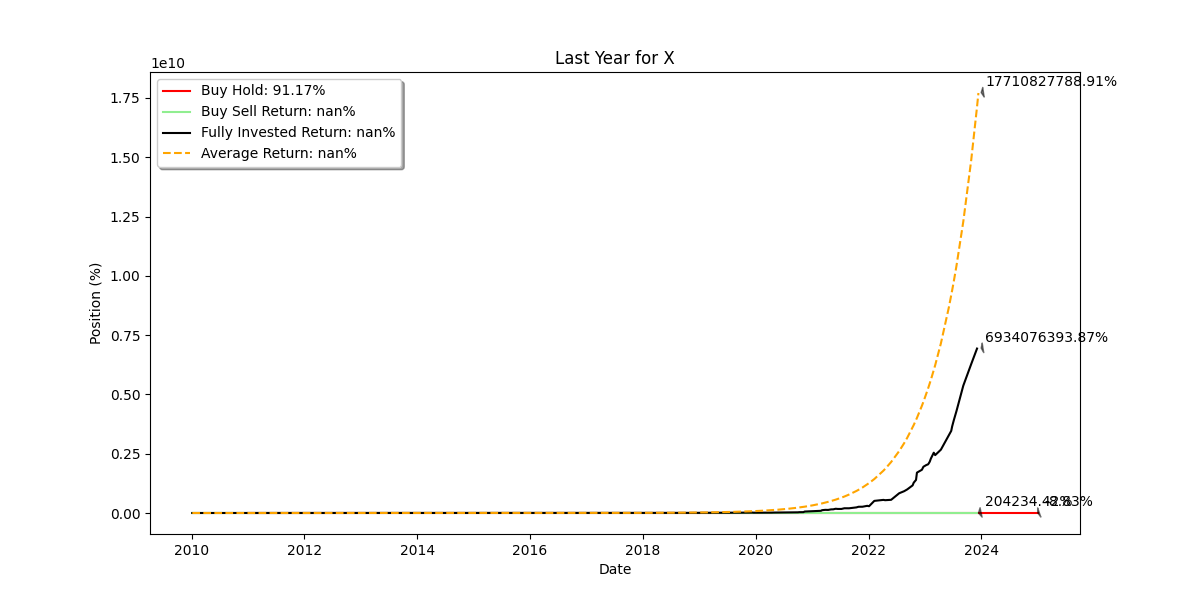 Last Year for X
1e10
Buy Hold: 91.17%
Buy Sell Return: nan%
Fully Invested Return: nan%
Average Return: nan%
17710827788.91%
6934076393.87%
204234.42%
Position (%)
1.75
1.50
1.25
1.00
0.75
0.50
0.25
0.00
2010
2012
2014
2016
2018
2020
2022
2024
Date